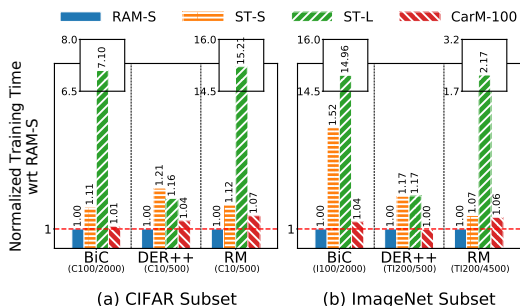 RAM-S ST-S ST-L CarM-100
8.0 16.0 16.0 3.2
7.10 15.21 14.96 2.17
6.5 14.5 14.5 1.7
Normalized Training Time
wrt RAM-S
1.00 1.11 1.01 1.00 1.21 1.16 1.04 1.00 1.12 1.07
1.00 1.52 1.04 1.00 1.17 1.17 1.00 1.00 1.07 1.06
1 1
BiC DER++ RM BiC DER++ RM
(C100/2000) (C10/500) (C10/500) (I100/2000) (TI200/500) (TI200/4500)
(a) CIFAR Subset (b) ImageNet Subset